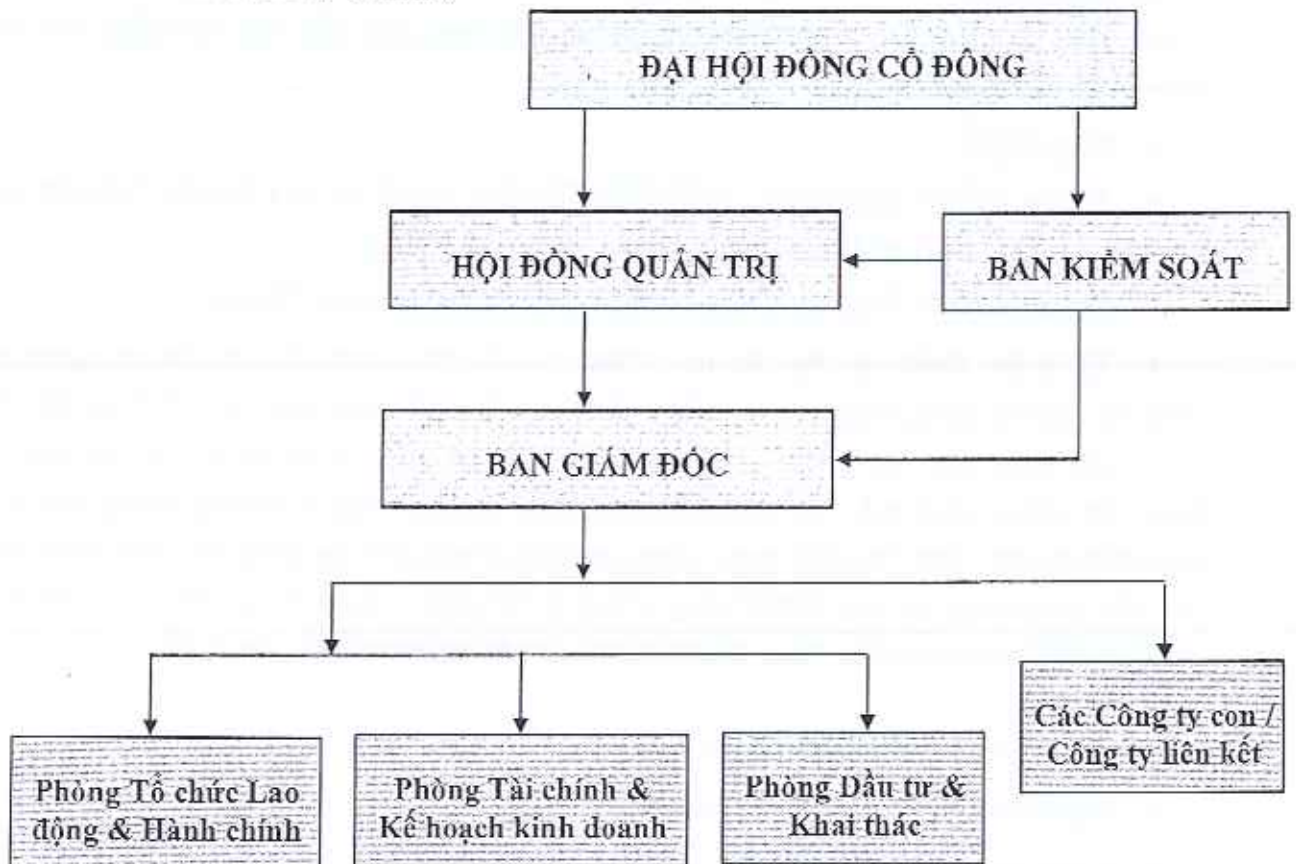 ĐẠI HỘI ĐỒNG CỔ ĐÔNG
HỘI ĐỒNG QUẢN TRỊ
BAN KIỂM SOÁT
BAN GIÁM ĐỐC
Các Công ty con /
Công ty liên kết
Phòng Tổ chức Lao
động & Hành chính
Phòng Tài chính &
Kế hoạch kinh doanh
Phòng Đầu tư &
Khai thác